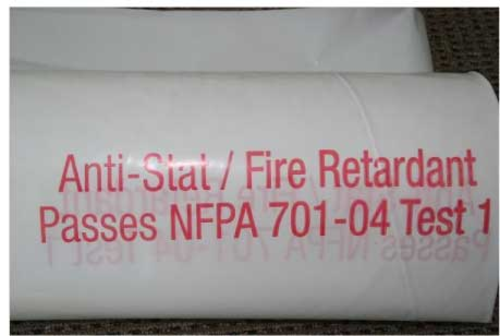 Anti-Stat / Fire Retardant
Passes NFPA 701-04 Test 1